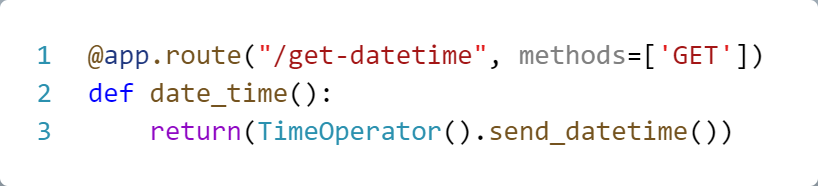 1 @app.route("/get-datetime", methods=['GET'])
2 def date_time():
3     return(TimeOperator().send_datetime())